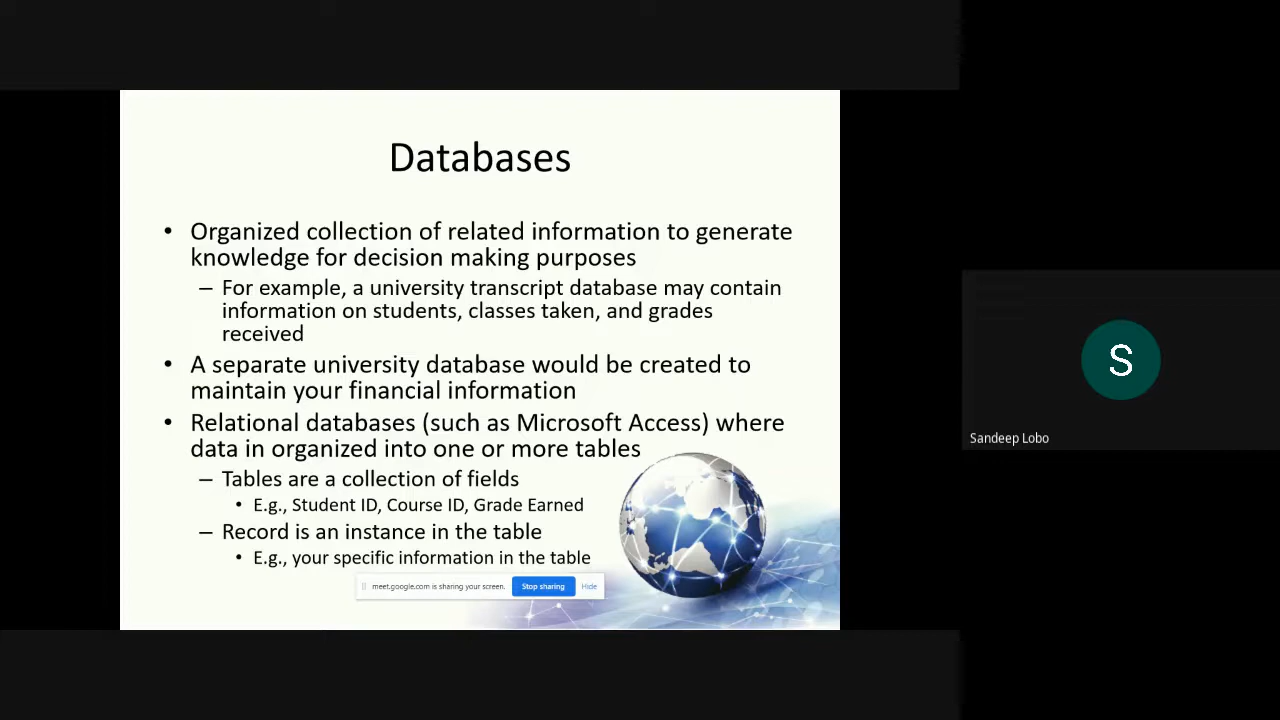 Databases
• Organized collection of related information to generate
knowledge for decision making purposes
– For example, a university transcript database may contain
information on students, classes taken, and grades
received
• A separate university database would be created to
maintain your financial information
• Relational databases (such as Microsoft Access) where
data in organized into one or more tables
– Tables are a collection of fields
• E.g., Student ID, Course ID, Grade Earned
– Record is an instance in the table
• E.g., your specific information in the table
meet.google.com is sharing your screen. Stop sharing Hide
S
Sandeep Lobo